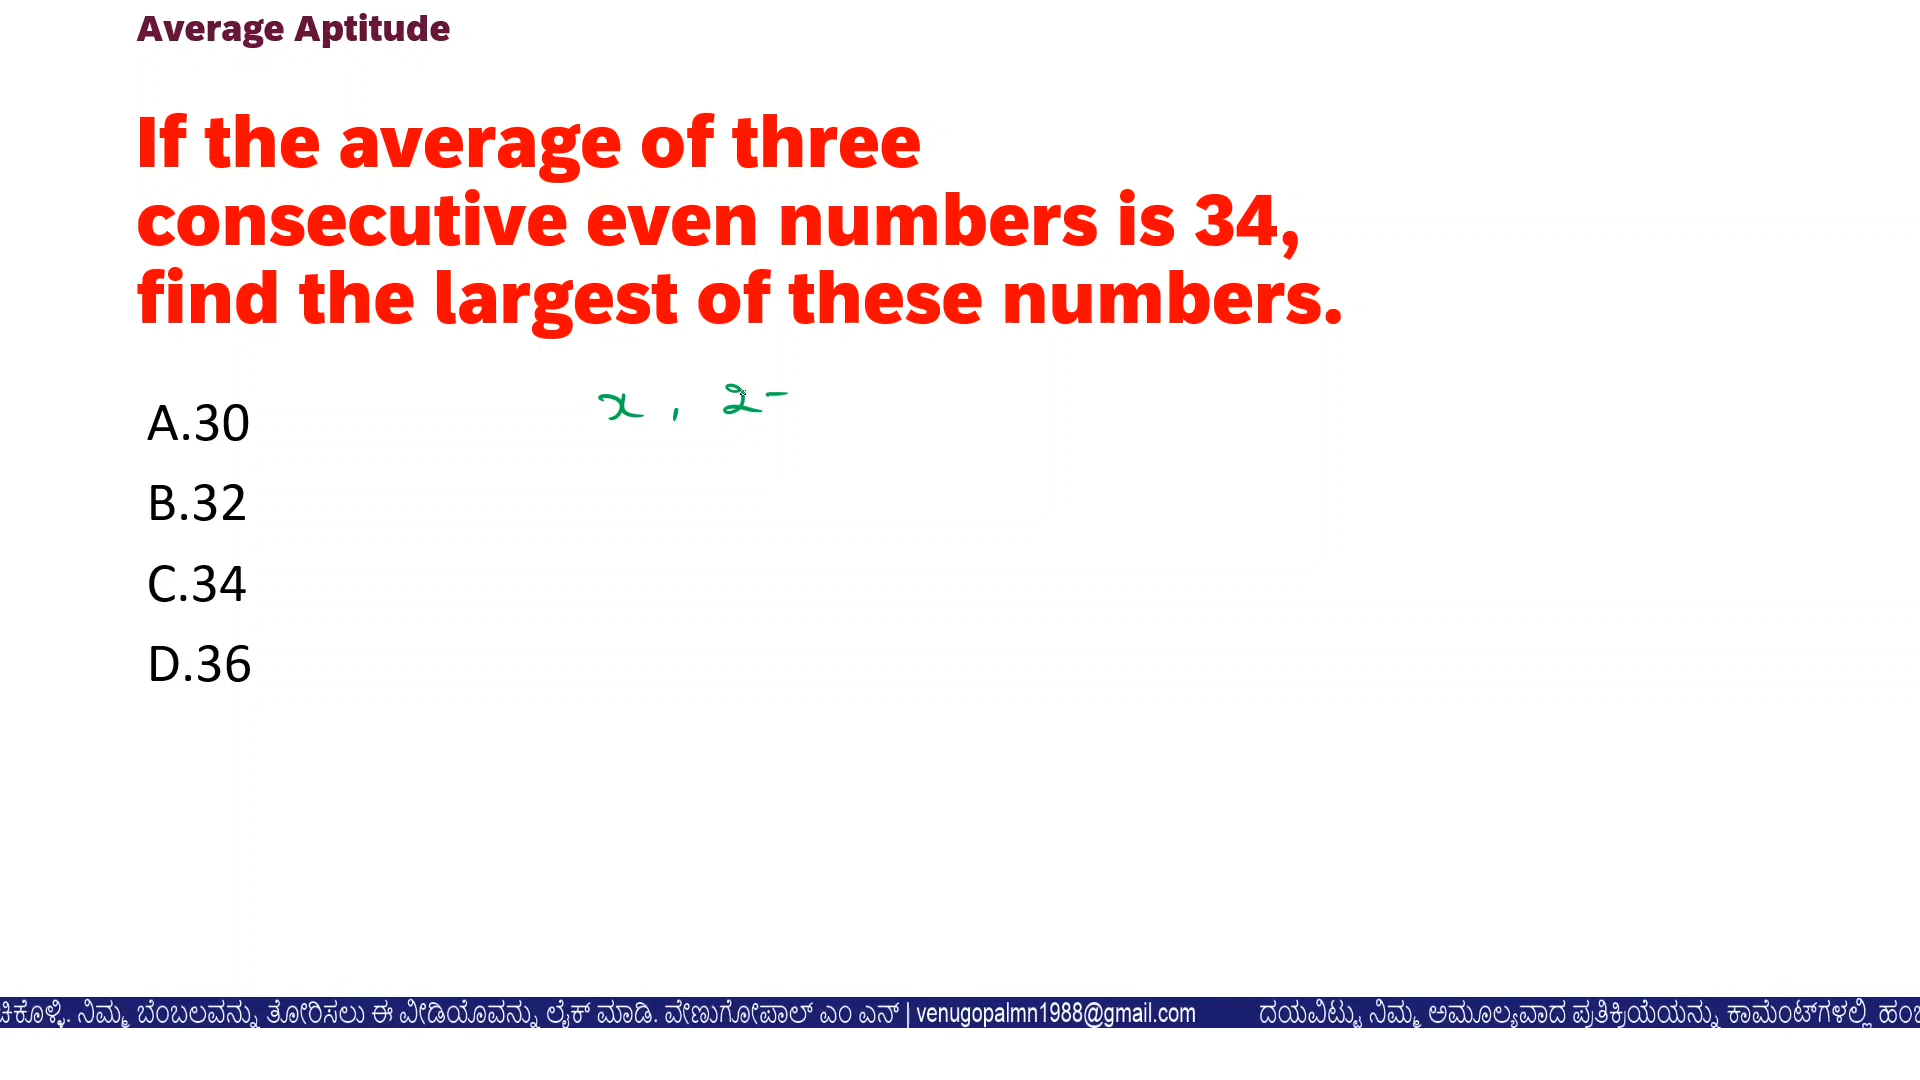 Average Aptitude
If the average of three
consecutive even numbers is 34,
find the largest of these numbers.
x , 2-
A.30
B.32
C.34
D.36
ಚಿಕೊಳ್ಳಿ. ನಿಮ್ಮ ಬೆಂಬಲವನ್ನು ತೋರಿಸಲು ಈ ವೀಡಿಯೊವನ್ನು ಲೈಕ್ ಮಾಡಿ. ವೇಣುಗೋಪಾಲ್ ಎಂ ಎನ್ | venugopalmn1988@gmail.com ದಯವಿಟ್ಟು ನಿಮ್ಮ ಅಮೂಲ್ಯವಾದ ಪ್ರತಿಕ್ರಿಯೆಯನ್ನು ಕಾಮೆಂಟ್‌ಗಳಲ್ಲಿ ಹಂಚ